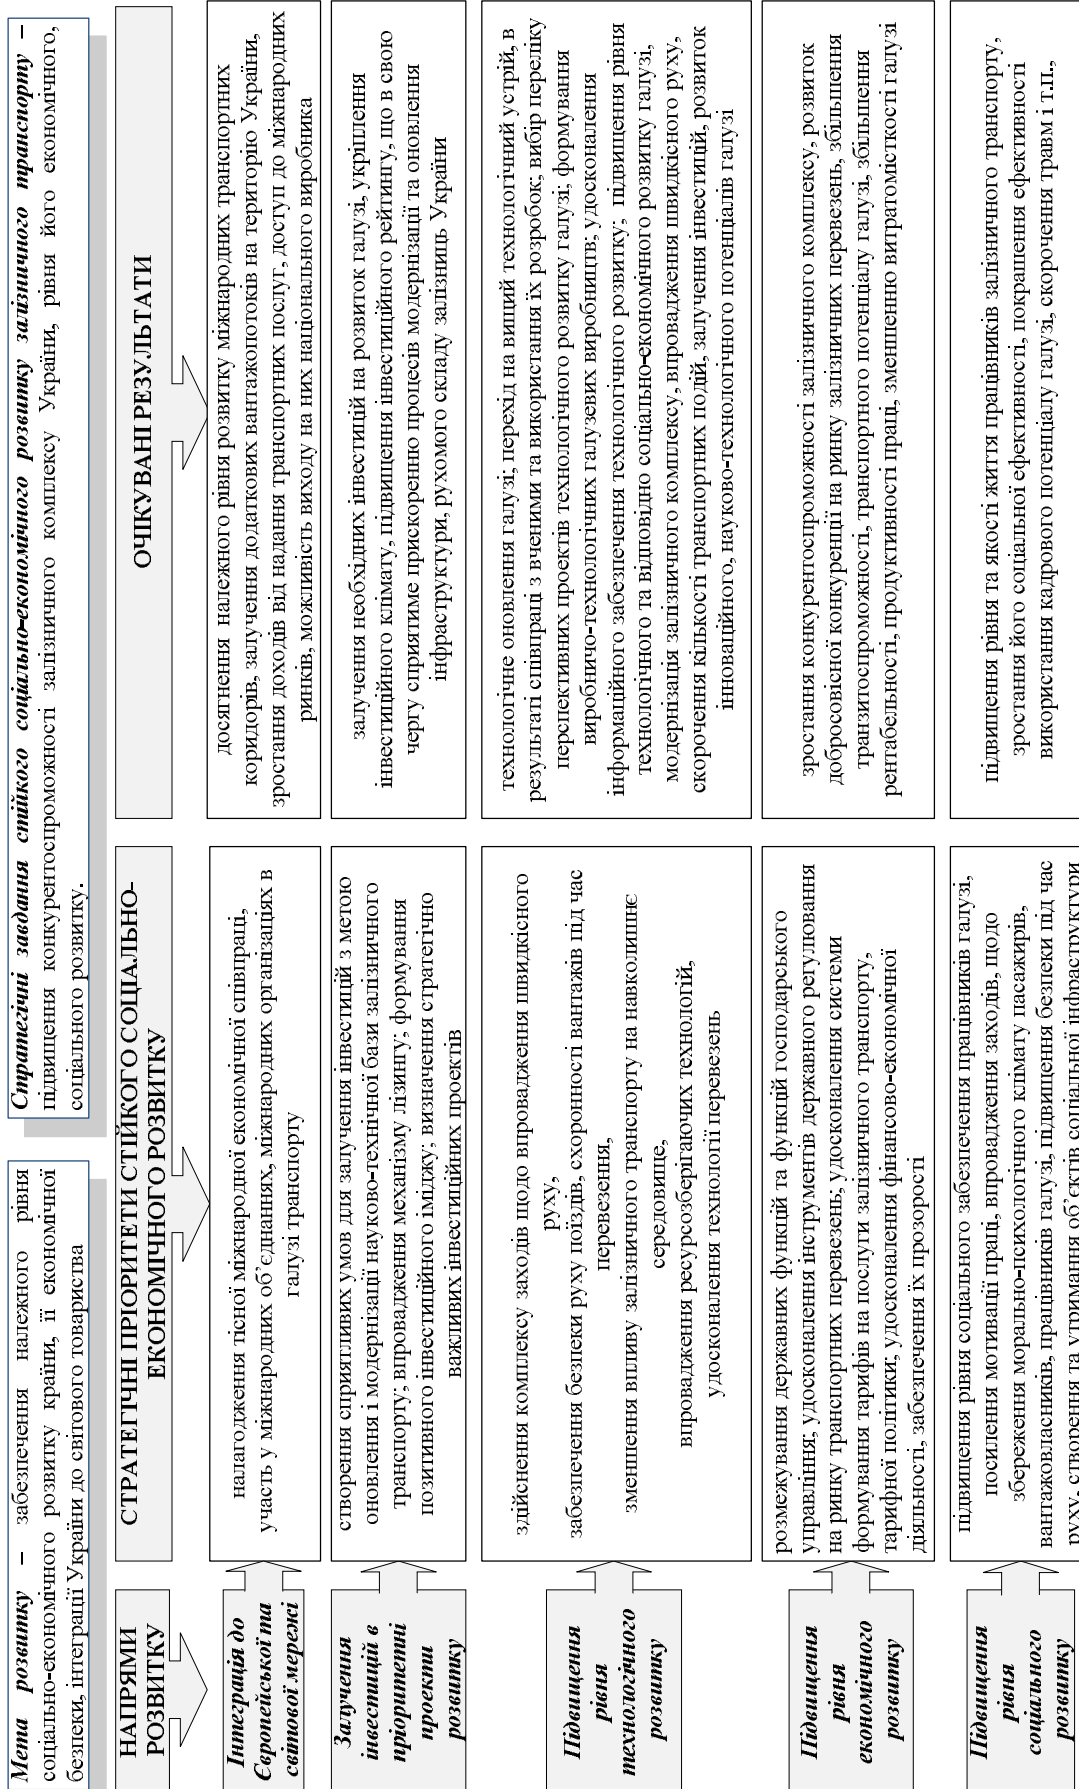 Мета розвитку – забезпечення належного рівня
соціально-економічного розвитку країни, її економічної
безпеки, інтеграції України до світового товариства
Стратегічні завдання стійкого соціально-економічного розвитку залізничного транспорту –
підвищення конкурентоспроможності залізничного комплексу України, рівня його економічного,
соціального розвитку.
НАПРЯМИ
РОЗВИТКУ
СТРАТЕГІЧНІ ПРІОРИТЕТИ СТІЙКОГО СОЦІАЛЬНО-
ЕКОНОМІЧНОГО РОЗВИТКУ
ОЧІКУВАНІ РЕЗУЛЬТАТИ
Інтеграція до
Європейської та
світової мережі
налагодження тісної міжнародної економічної співпраці,
участь у міжнародних об'єднаннях, міжнародних організаціях в
галузі транспорту
досягнення належного рівня розвитку міжнародних транспортних
коридорів, залучення додаткових вантажопотоків на територію України,
зростання доходів від надання транспортних послуг, доступ до міжнародних
ринків, можливість виходу на них національного виробника
Залучення
інвестицій в
пріоритетні
проекти
розвитку
створення сприятливих умов для залучення інвестицій з метою
оновлення і модернізації науково-технічної бази залізничного
транспорту; впровадження механізму лізингу; формування
позитивного інвестиційного іміджу; визначення стратегічно
важливих інвестиційних проектів
залучення необхідних інвестицій на розвиток галузі, укріплення
інвестиційного клімату, підвищення інвестиційного рейтингу, що в свою
чергу сприятиме прискоренню процесів модернізації та оновлення
інфраструктури, рухомого складу залізниць України
Підвищення
рівня
технологічного
розвитку
здійснення комплексу заходів щодо впровадження швидкісного
руху,
забезпечення безпеки руху поїздів, схоронності вантажів під час
перевезення,
зменшення впливу залізничного транспорту на навколишнє
середовище,
впровадження ресурсозберігаючих технологій,
удосконалення технології перевезень
технологічне оновлення галузі; перехід на вищий технологічний устрій, в
результаті співпраці з вченими та використання їх розробок; вибір переліку
перспективних проектів технологічного розвитку галузі; формування
виробничо-технологічних галузевих виробництв; удосконалення
інформаційного забезпечення технологічного розвитку; підвищення рівня
технологічного та відповідно соціально-економічного розвитку галузі,
модернізація залізничного комплексу, впровадження швидкісного руху,
скорочення кількості транспортних подій, залучення інвестицій, розвиток
інноваційного, науково-технологічного потенціалів галузі
Підвищення
рівня
економічного
розвитку
розмежування державних функцій та функцій господарського
управління; удосконалення інструментів державного регулювання
на ринку транспортних перевезень, удосконалення системи
формування тарифів на послуги залізничного транспорту,
тарифної політики, удосконалення фінансово-економічної
діяльності, забезпечення їх прозорості
зростання конкурентоспроможності залізничного комплексу, розвиток
добросовісної конкуренції на ринку залізничних перевезень, збільшення
транзитоспроможності, транспортного потенціалу галузі, збільшення
рентабельності, продуктивності праці, зменшенню витратомісткості галузі
Підвищення
рівня
соціального
розвитку
підвищення рівня соціального забезпечення працівників галузі,
посилення мотивації праці, впровадження заходів, щодо
збереження морально-психологічного клімату пасажирів,
вантажовласників, працівників галузі, підвищення безпеки під час
руху, створення та утримання об'єктів соціальної інфраструктури
підвищення рівня та якості життя працівників залізничного транспорту,
зростання його соціальної ефективності, покращення ефективності
використання кадрового потенціалу галузі, скорочення травм і т.п.,